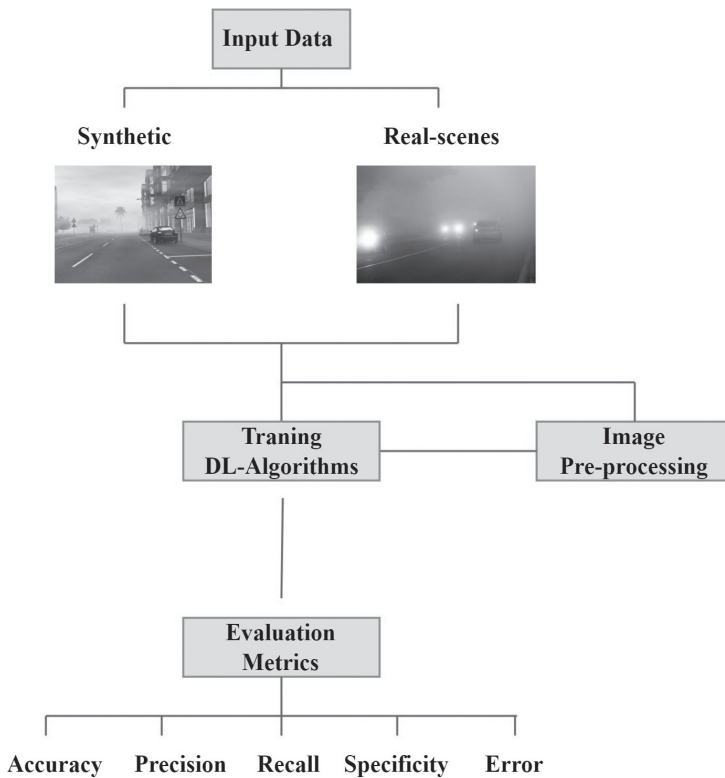 Input Data
Synthetic
Real-scenes
Traning
DL-Algorithms
Image
Pre-processing
Evaluation
Metrics
Accuracy
Precision
Recall
Specificity
Error